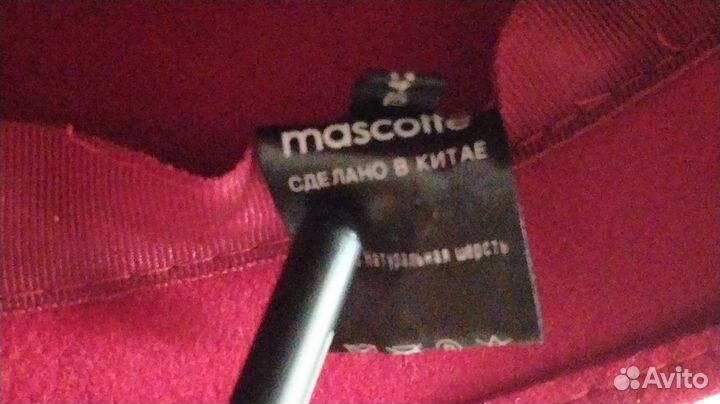 mascotte
СДЕЛАНО В КИТАЕ
натуральная шерсть
Avito